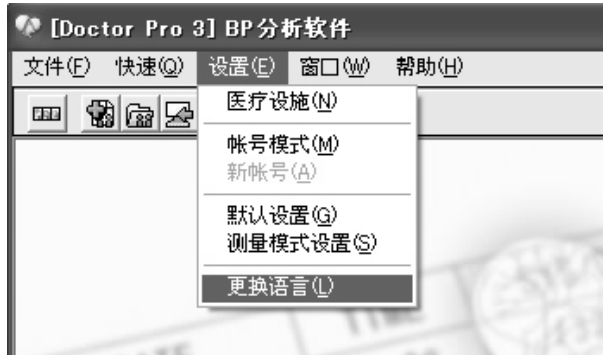 [Doctor Pro 3] BP分析软件
文件(F) 快速(Q) 设置(E) 窗口(W) 帮助(H)
医疗设施(N)
帐号模式(M)
新帐号(A)
默认设置(G)
测量模式设置(S)
更换语言(L)